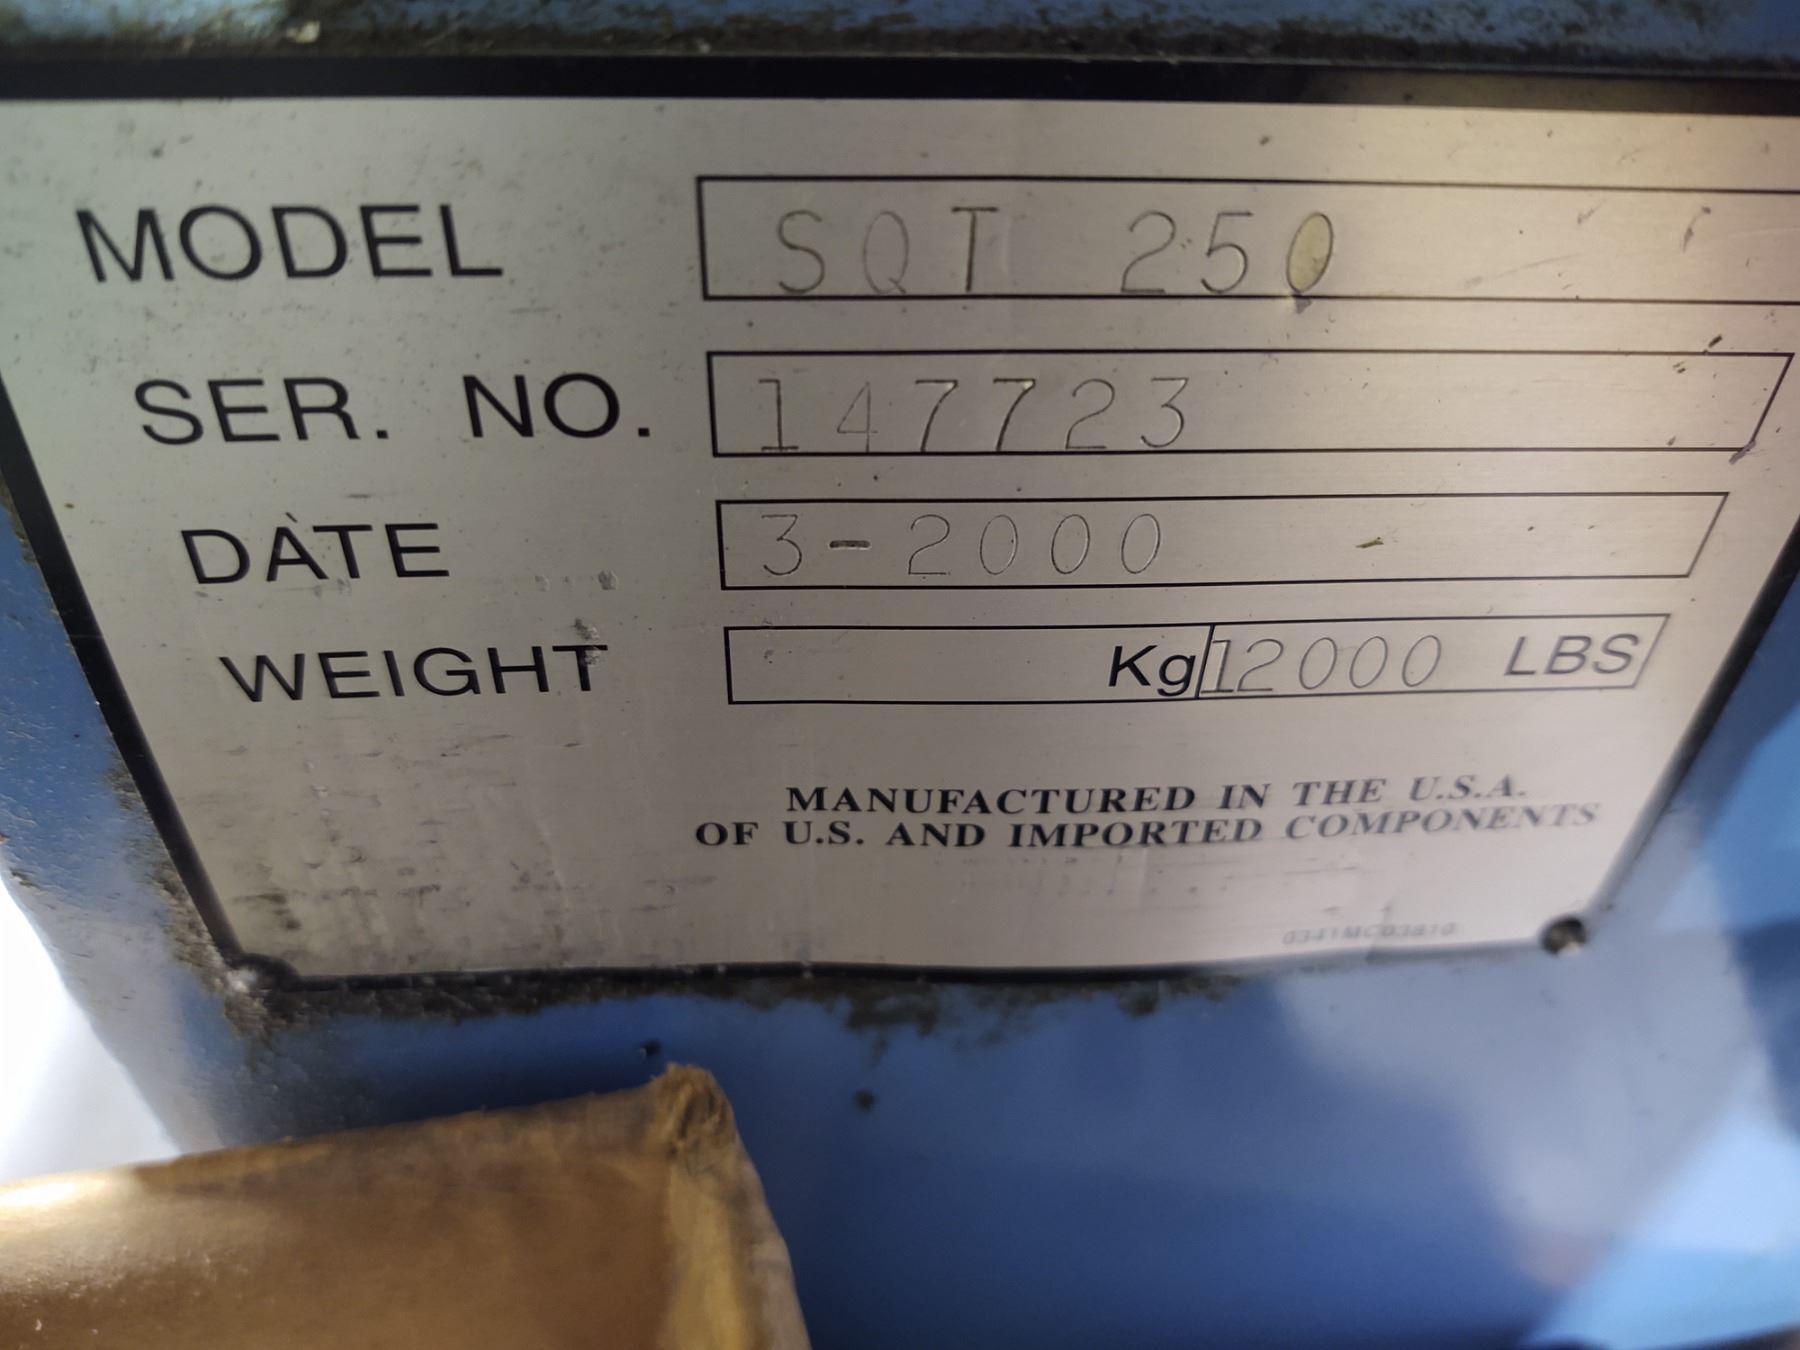 MODEL SQT 250
SER. NO. 147723
DATE 3-2000
WEIGHT Kg 12000 LBS
MANUFACTURED IN THE U.S.A.
OF U.S. AND IMPORTED COMPONENTS